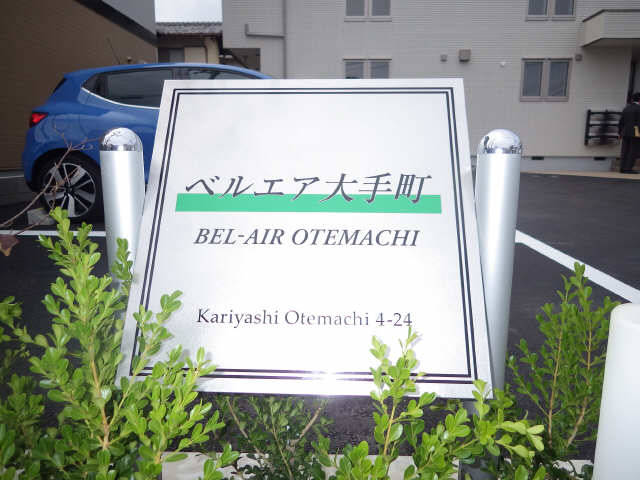 ベルエア大手町
BEL-AIR OTEMACHI
Kariyashi Otemachi 4-24